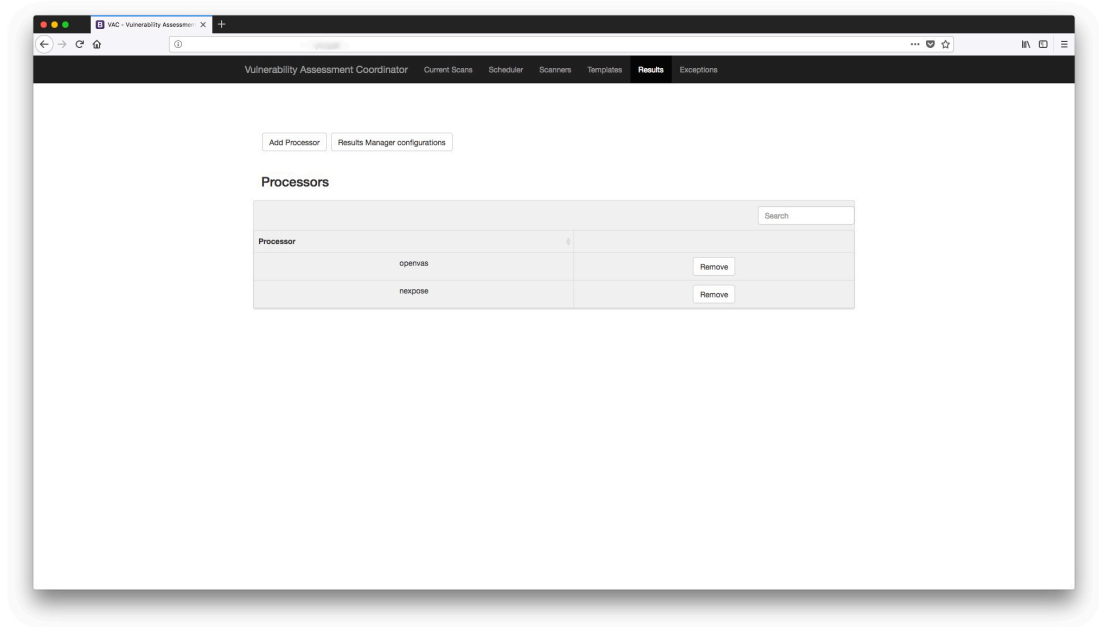 VAC - Vulnerability Assessmen
Vulnerability Assessment Coordinator Current Scans Scheduler Scanners Templates Results Exceptions
Add Processor Results Manager configurations
Processors
Search
Processor
openvas Remove
nexpose Remove